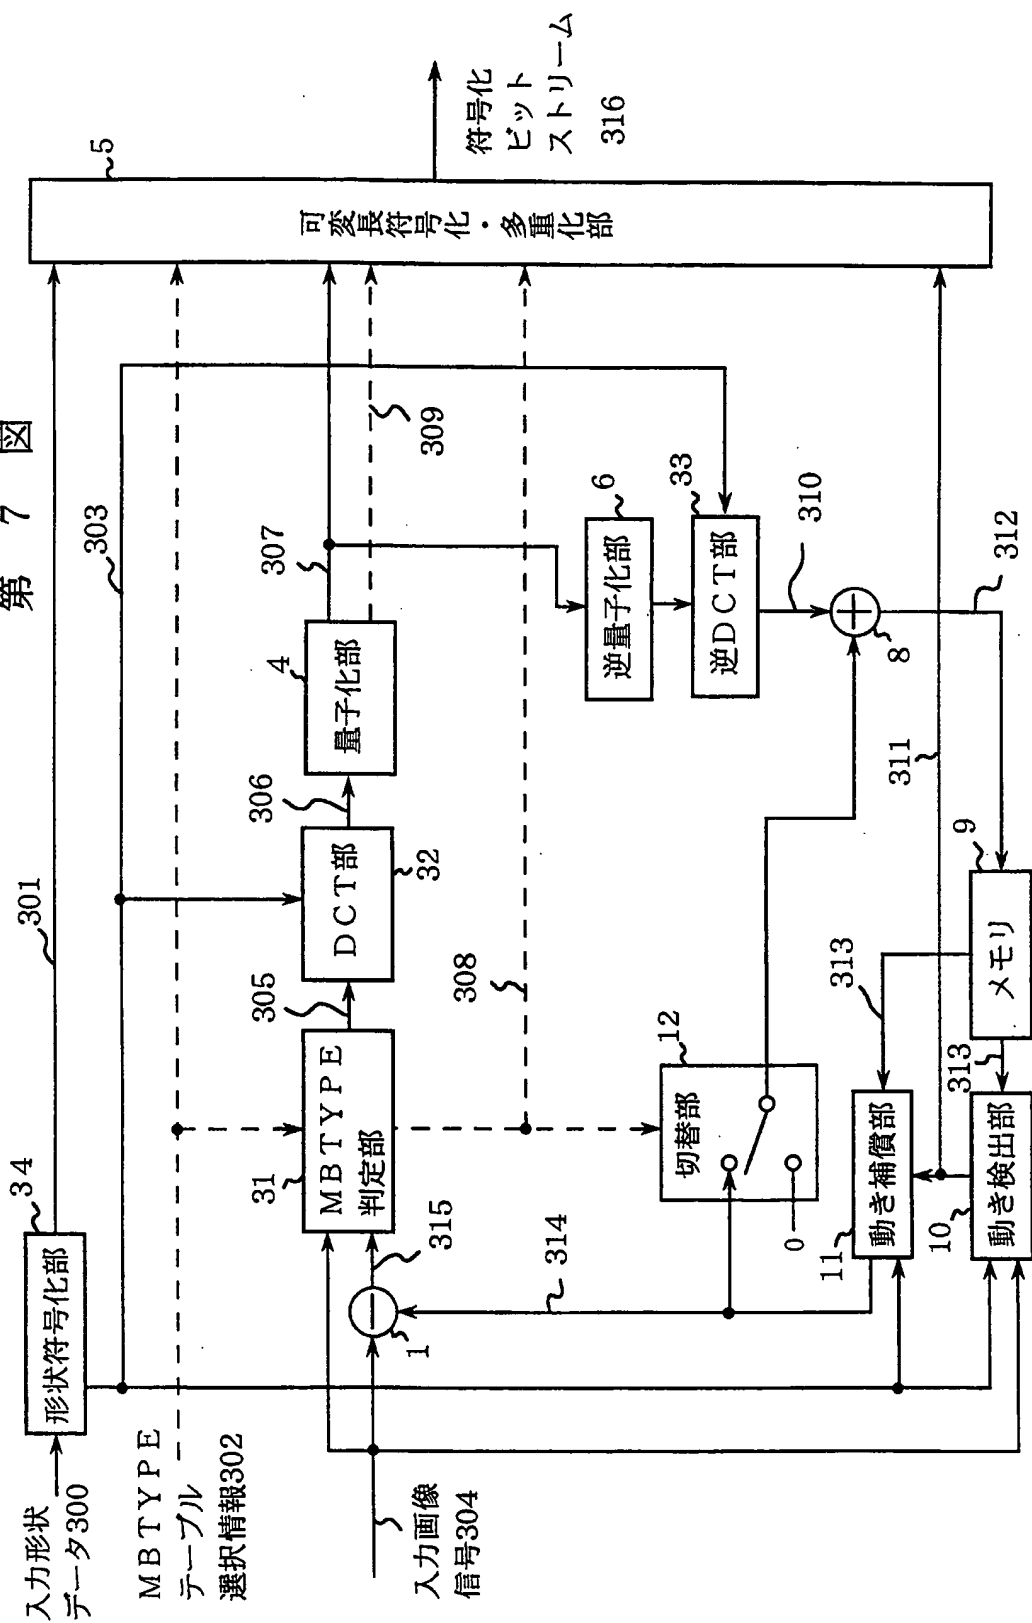 第 7 図
入力形状
データ300
形状符号化部
34
301
303
MBTYPE
テーブル
選択情報302
入力画像
信号304
1
315
314
MBTYPE
判定部
31
305
DCT部
32
306
量子化部
4
307
309
308
可変長符号化・多重化部
5
符号化
ビット
ストリーム
316
逆量子化部
6
逆DCT部
33
310
8
312
311
切替部
12
0
動き補償部
11
動き検出部
10
313
313
メモリ
9